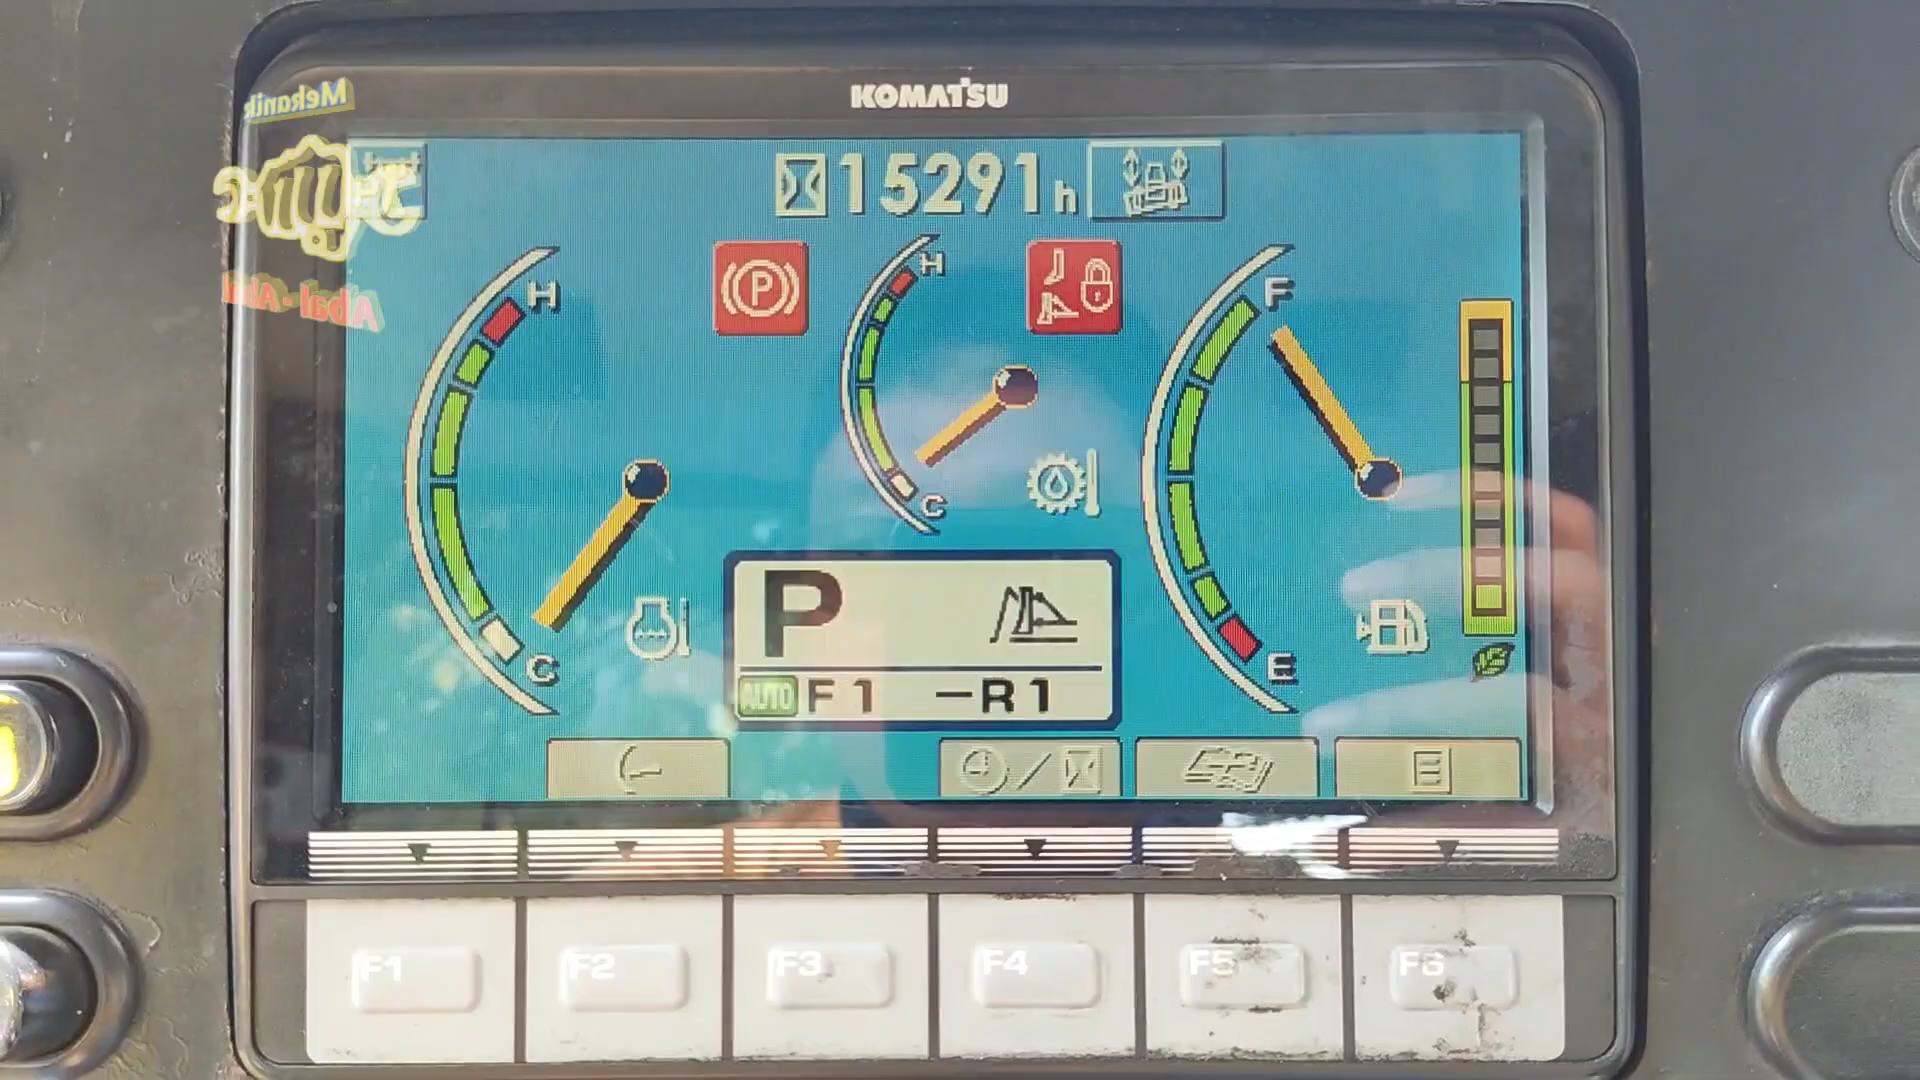 KOMATSU
Mekanik
15291h
Abal-Abal
H
H
F
C
C
E
P
P
AUTO F1 -R1
F1
F2
F3
F4
F5
F6